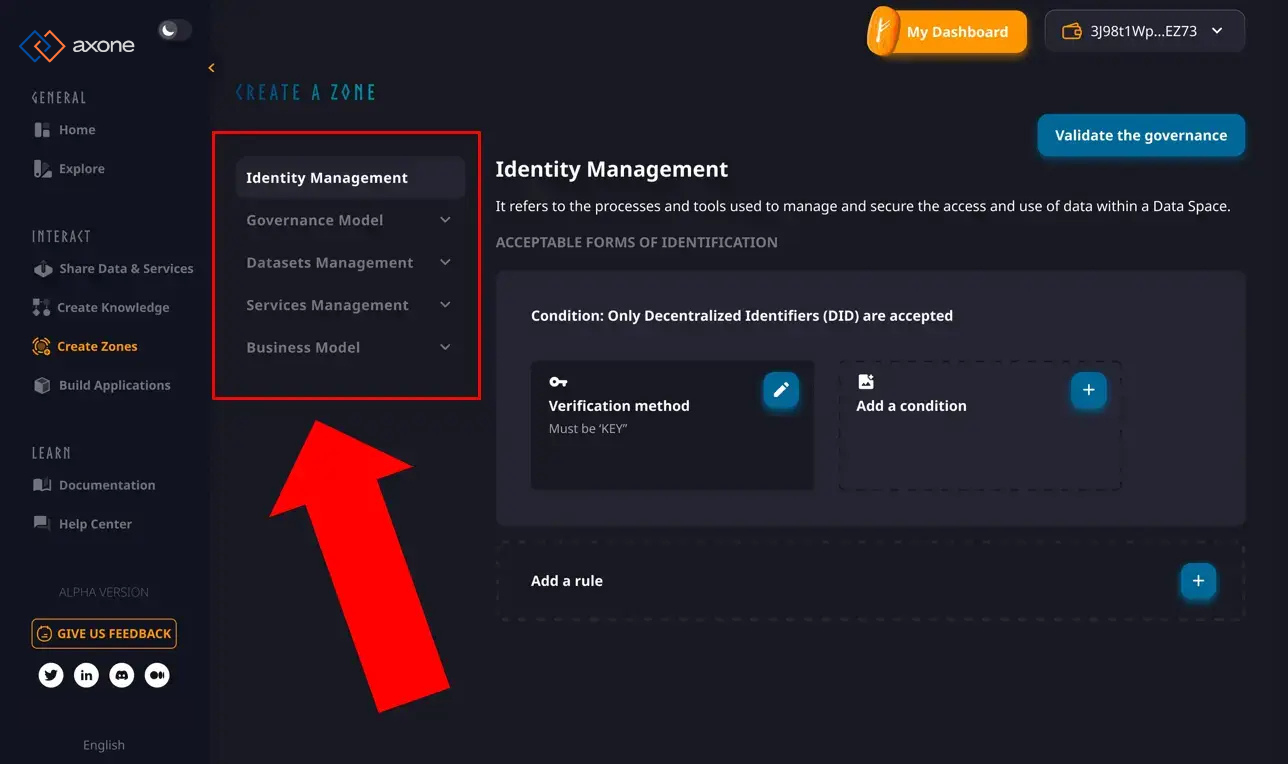 axone
My Dashboard
3J98t1Wp...EZ73
GENERAL
Home
Explore
INTERACT
Share Data & Services
Create Knowledge
Create Zones
Build Applications
LEARN
Documentation
Help Center
ALPHA VERSION
GIVE US FEEDBACK
in
English
CREATE A ZONE
Identity Management
Governance Model
Datasets Management
Services Management
Business Model
Validate the governance
Identity Management
It refers to the processes and tools used to manage and secure the access and use of data within a Data Space.
ACCEPTABLE FORMS OF IDENTIFICATION
Condition: Only Decentralized Identifiers (DID) are accepted
Verification method
Must be ‘KEY”
Add a condition
Add a rule